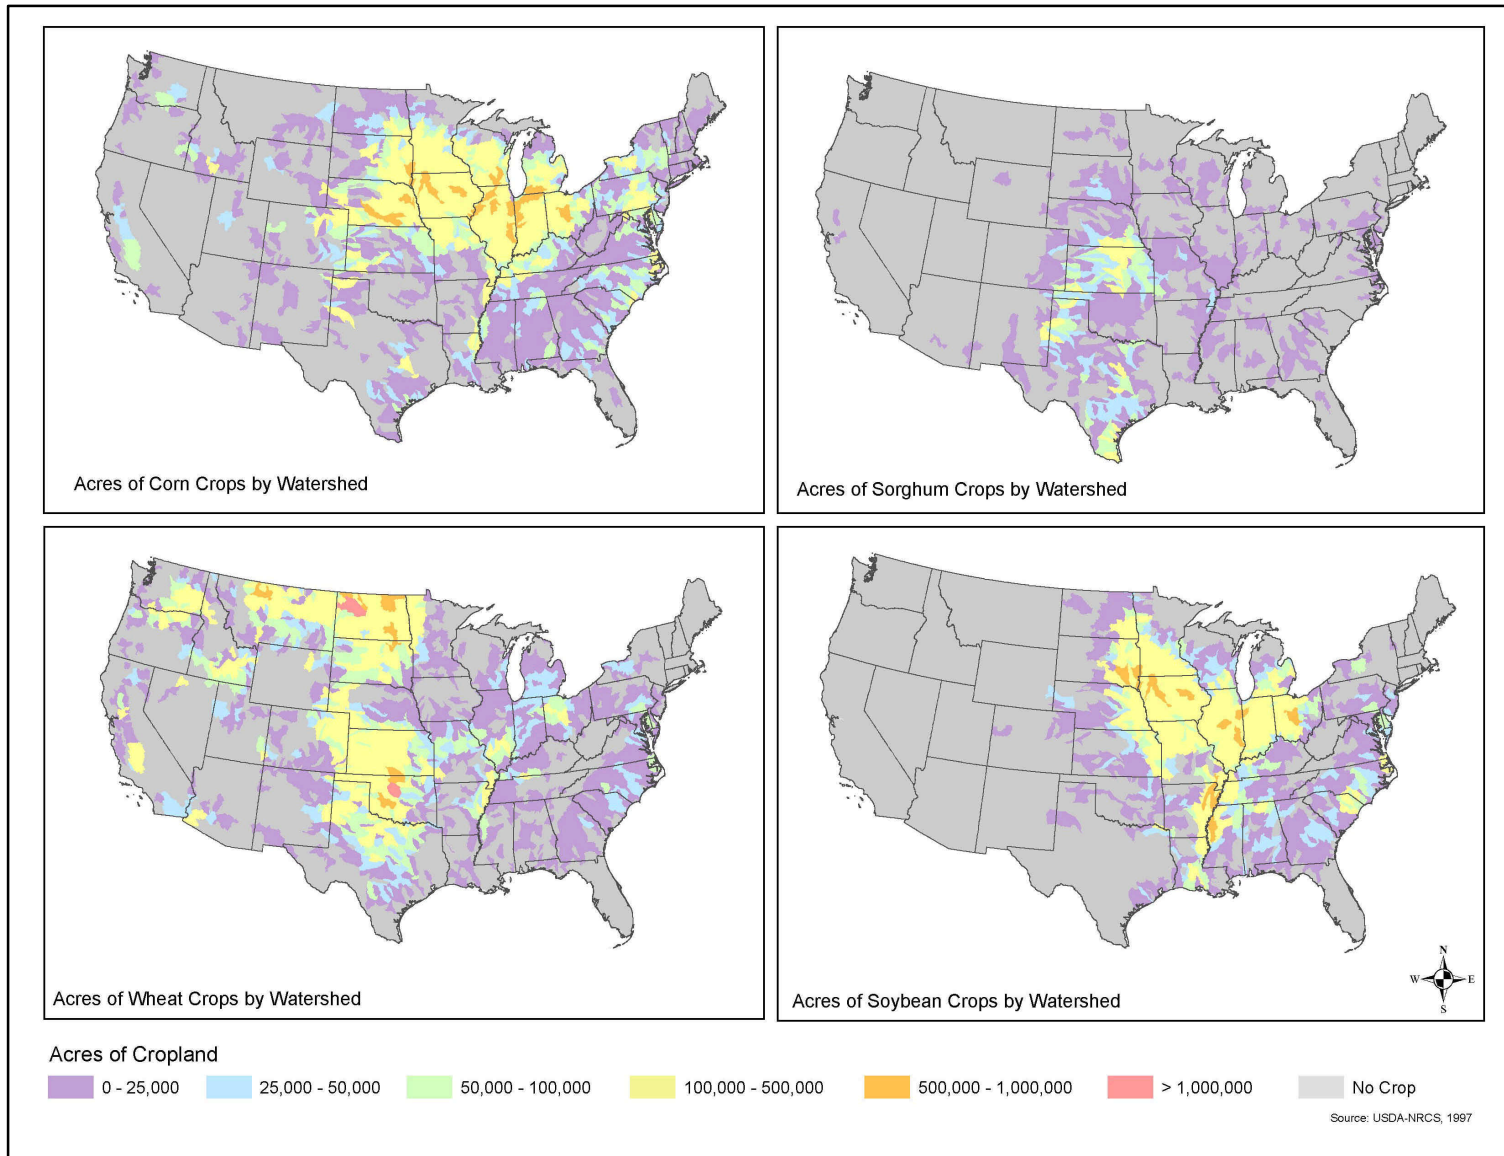 Acres of Corn Crops by Watershed
Acres of Sorghum Crops by Watershed
Acres of Wheat Crops by Watershed
Acres of Soybean Crops by Watershed
N
W E
S
Acres of Cropland
0 - 25,000 25,000 - 50,000 50,000 - 100,000 100,000 - 500,000 500,000 - 1,000,000 > 1,000,000 No Crop
Source: USDA-NRCS, 1997